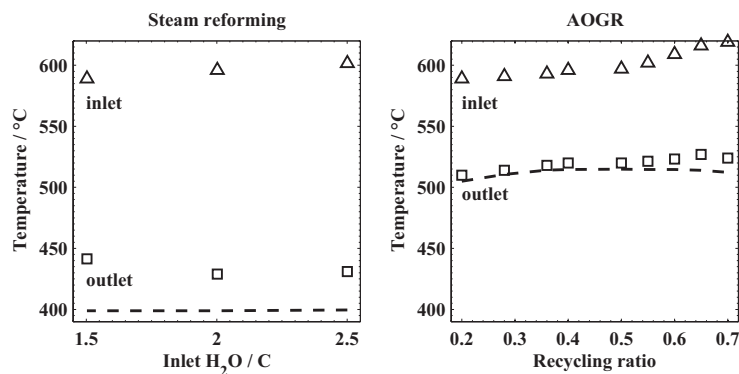 Steam reforming
600
550
500
450
400
Temperature / °C
inlet
outlet
1.5
2
2.5
Inlet H₂O / C
AOGR
600
550
500
450
400
Temperature / °C
inlet
outlet
0.2
0.3
0.4
0.5
0.6
0.7
Recycling ratio